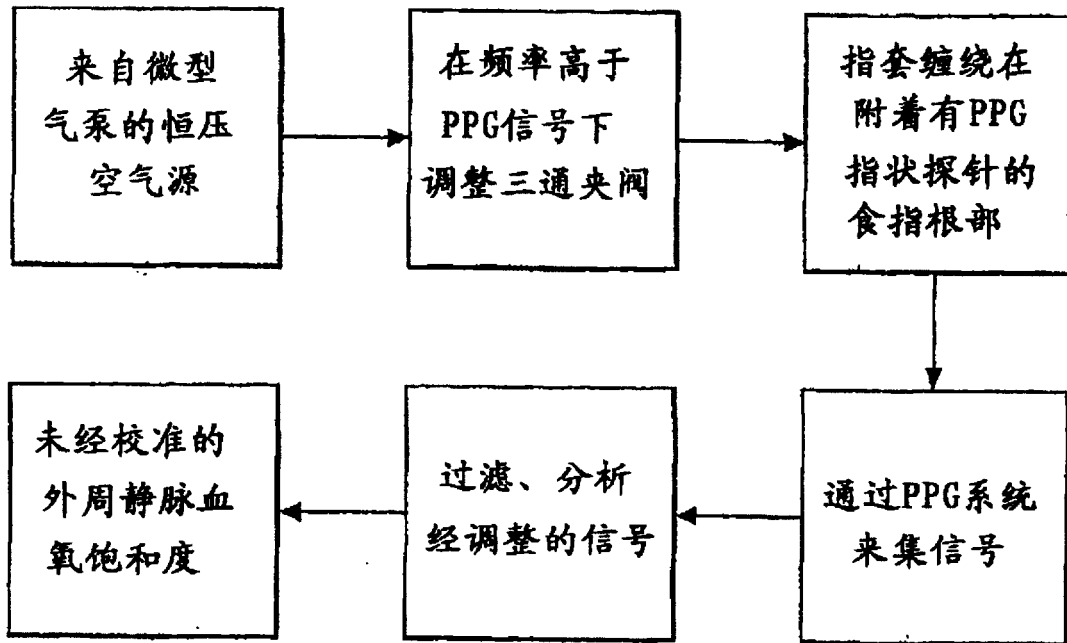 来自微型
气泵的恒压
空气源
在频率高于
PPG信号下
调整三通夹阀
指套缠绕在
附着有PPG
指状探针的
食指根部
通过PPG系统
来集信号
过滤、分析
经调整的信号
未经校准的
外周静脉血
氧饱和度